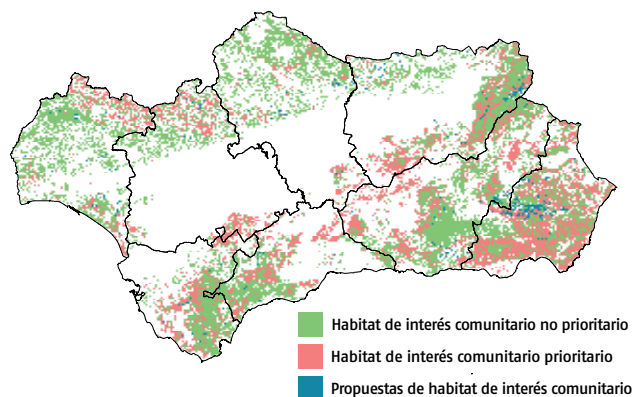 Habitat de interés comunitario no prioritario
Habitat de interés comunitario prioritario
Propuestas de habitat de interés comunitario